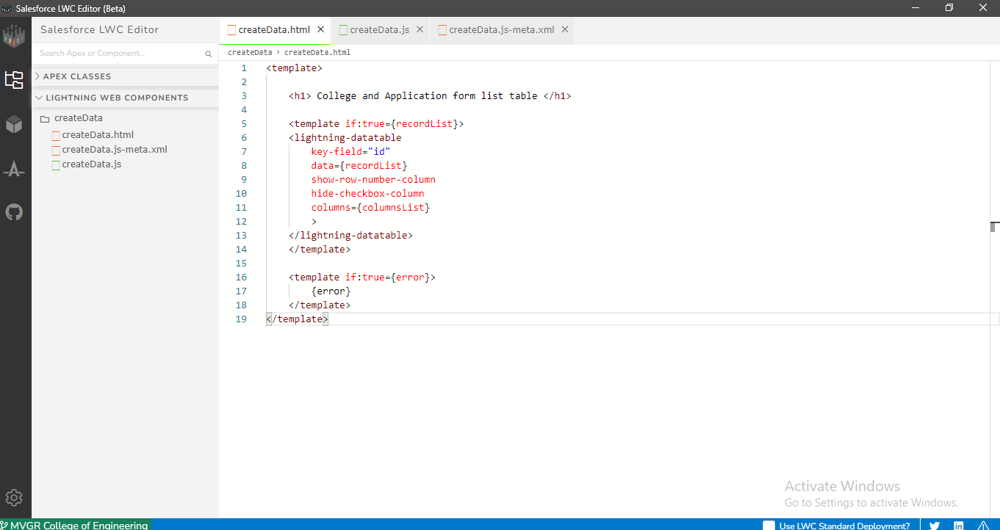 Salesforce LWC Editor (Beta)
Salesforce LWC Editor
Search Apex or Component...
APEX CLASSES
LIGHTNING WEB COMPONENTS
createData
createData.html
createData.js-meta.xml
createData.js
createData.html
createData.js
createData.js-meta.xml
createData > createData.html
1 <template>
2
3 <h1> College and Application form list table </h1>
4
5 <template if:true={recordList}>
6 <lightning-datatable
7 key-field="id"
8 data={recordList}
9 show-row-number-column
10 hide-checkbox-column
11 columns={columnsList}
12 >
13 </lightning-datatable>
14 </template>
15
16 <template if:true={error}>
17 {error}
18 </template>
19 </template>
Activate Windows
Go to Settings to activate Windows.
MVGR College of Engineering
Use LWC Standard Deployment?